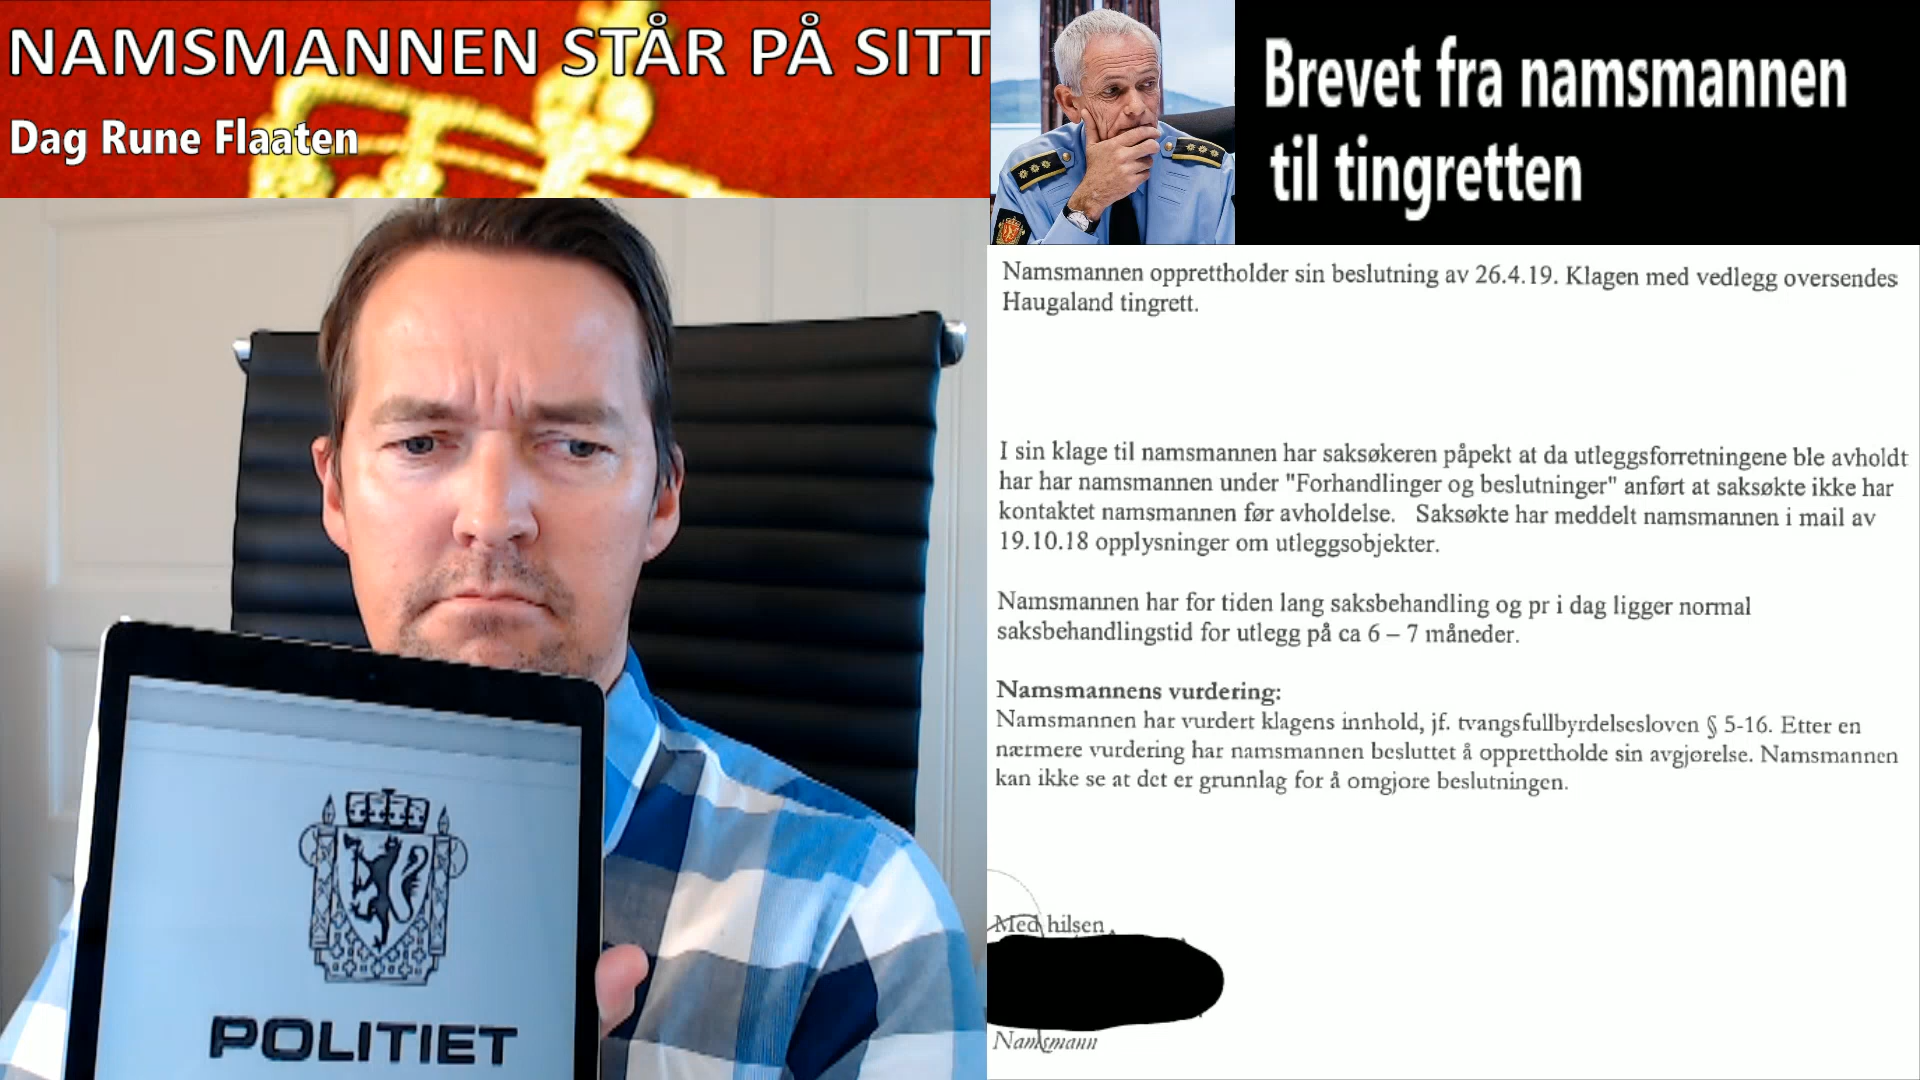 NAMSMANNEN STÅR PÅ SITT
Dag Rune Flaaten
Brevet fra namsmannen
til tingretten
Namsmannen opprettholder sin beslutning av 26.4.19. Klagen med vedlegg oversendes
Haugaland tingrett.
I sin klage til namsmannen har saksøkeren påpekt at da utleggsforretningene ble avholdt
har har namsmannen under "Forhandlinger og beslutninger" anført at saksøkte ikke har
kontaktet namsmannen før avholdelse. Saksøkte har meddelt namsmannen i mail av
19.10.18 opplysninger om utleggsobjekter.
Namsmannen har for tiden lang saksbehandling og pr i dag ligger normal
saksbehandlingstid for utlegg på ca 6 – 7 måneder.
Namsmannens vurdering:
Namsmannen har vurdert klagens innhold, jf. tvangsfullbyrdelsesloven § 5-16. Etter en
nærmere vurdering har namsmannen besluttet å opprettholde sin avgjørelse. Namsmannen
kan ikke se at det er grunnlag for å omgjøre beslutningen.
Med hilsen
Namsmann
POLITIET